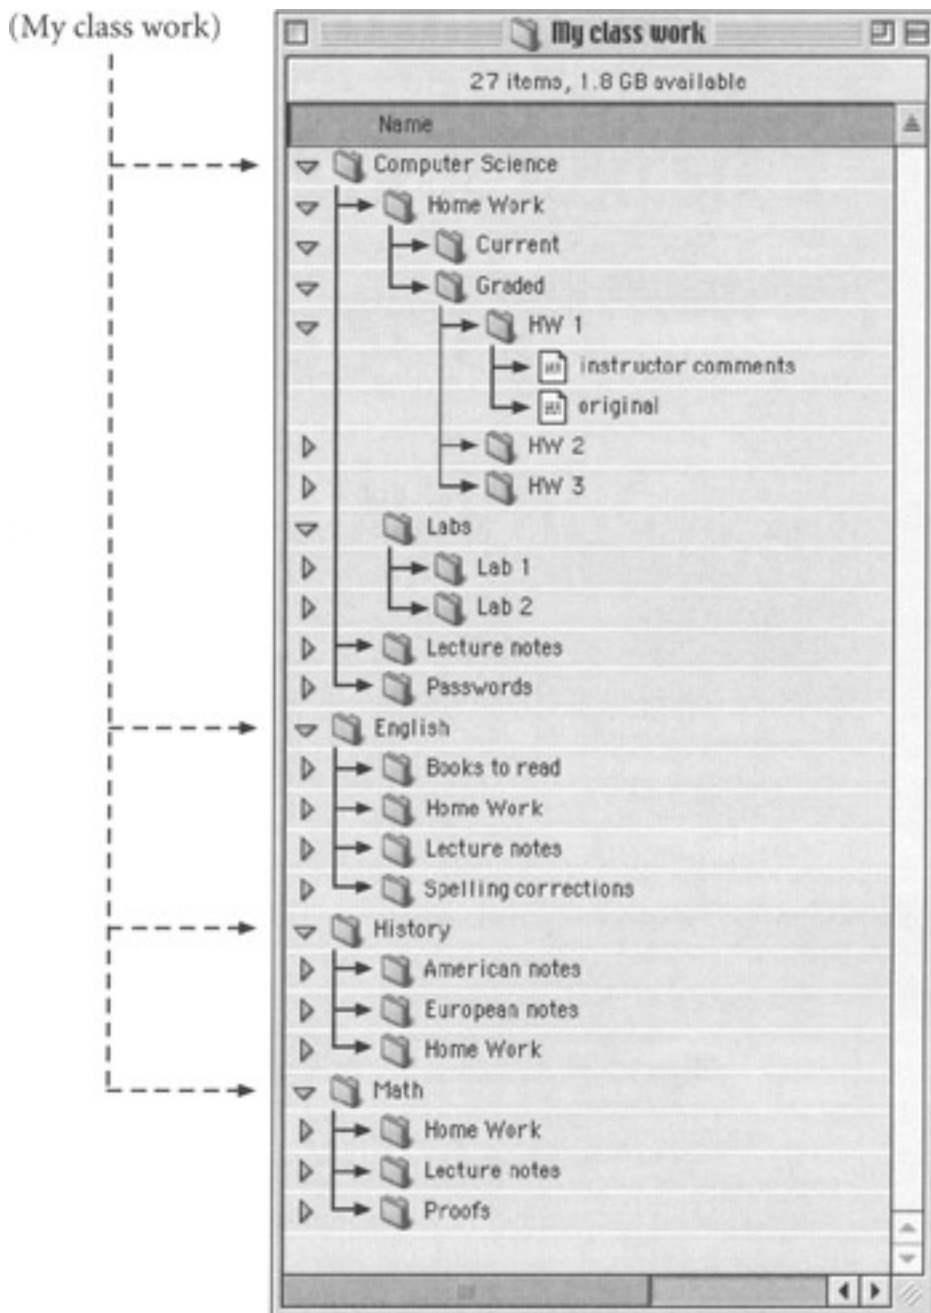 (My class work)
My class work
27 items, 1.8 GB available
Name
Computer Science
Home Work
Current
Graded
HW 1
instructor comments
original
HW 2
HW 3
Labs
Lab 1
Lab 2
Lecture notes
Passwords
English
Books to read
Home Work
Lecture notes
Spelling corrections
History
American notes
European notes
Home Work
Math
Home Work
Lecture notes
Proofs